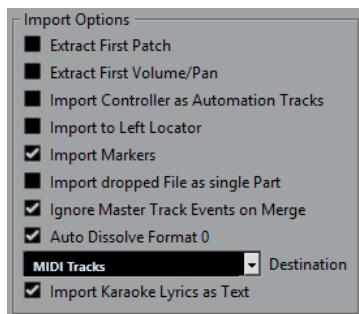 Import Options
Extract First Patch
Extract First Volume/Pan
Import Controller as Automation Tracks
Import to Left Locator
Import Markers
Import dropped File as single Part
Ignore Master Track Events on Merge
Auto Dissolve Format 0
MIDI Tracks Destination
Import Karaoke Lyrics as Text